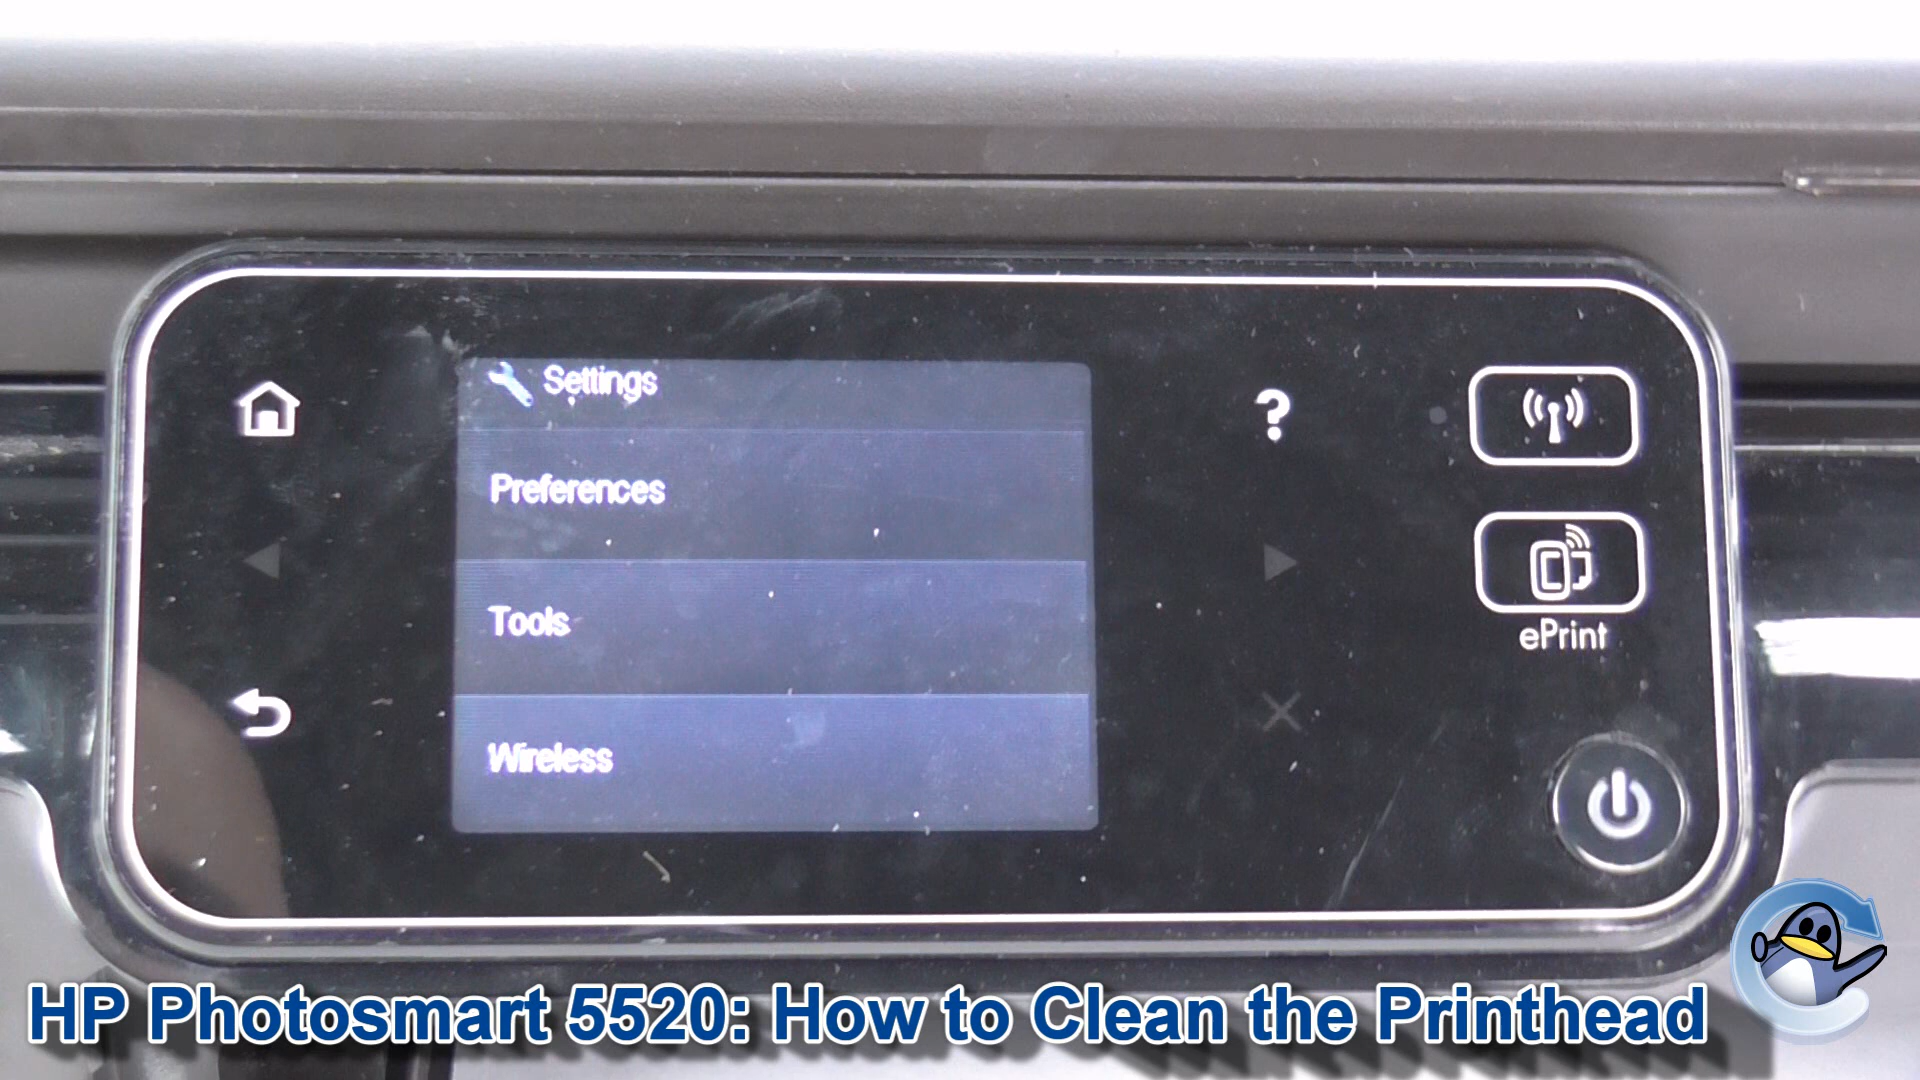 Settings
?
Preferences
Tools
ePrint
Wireless
HP Photosmart 5520: How to Clean the Printhead